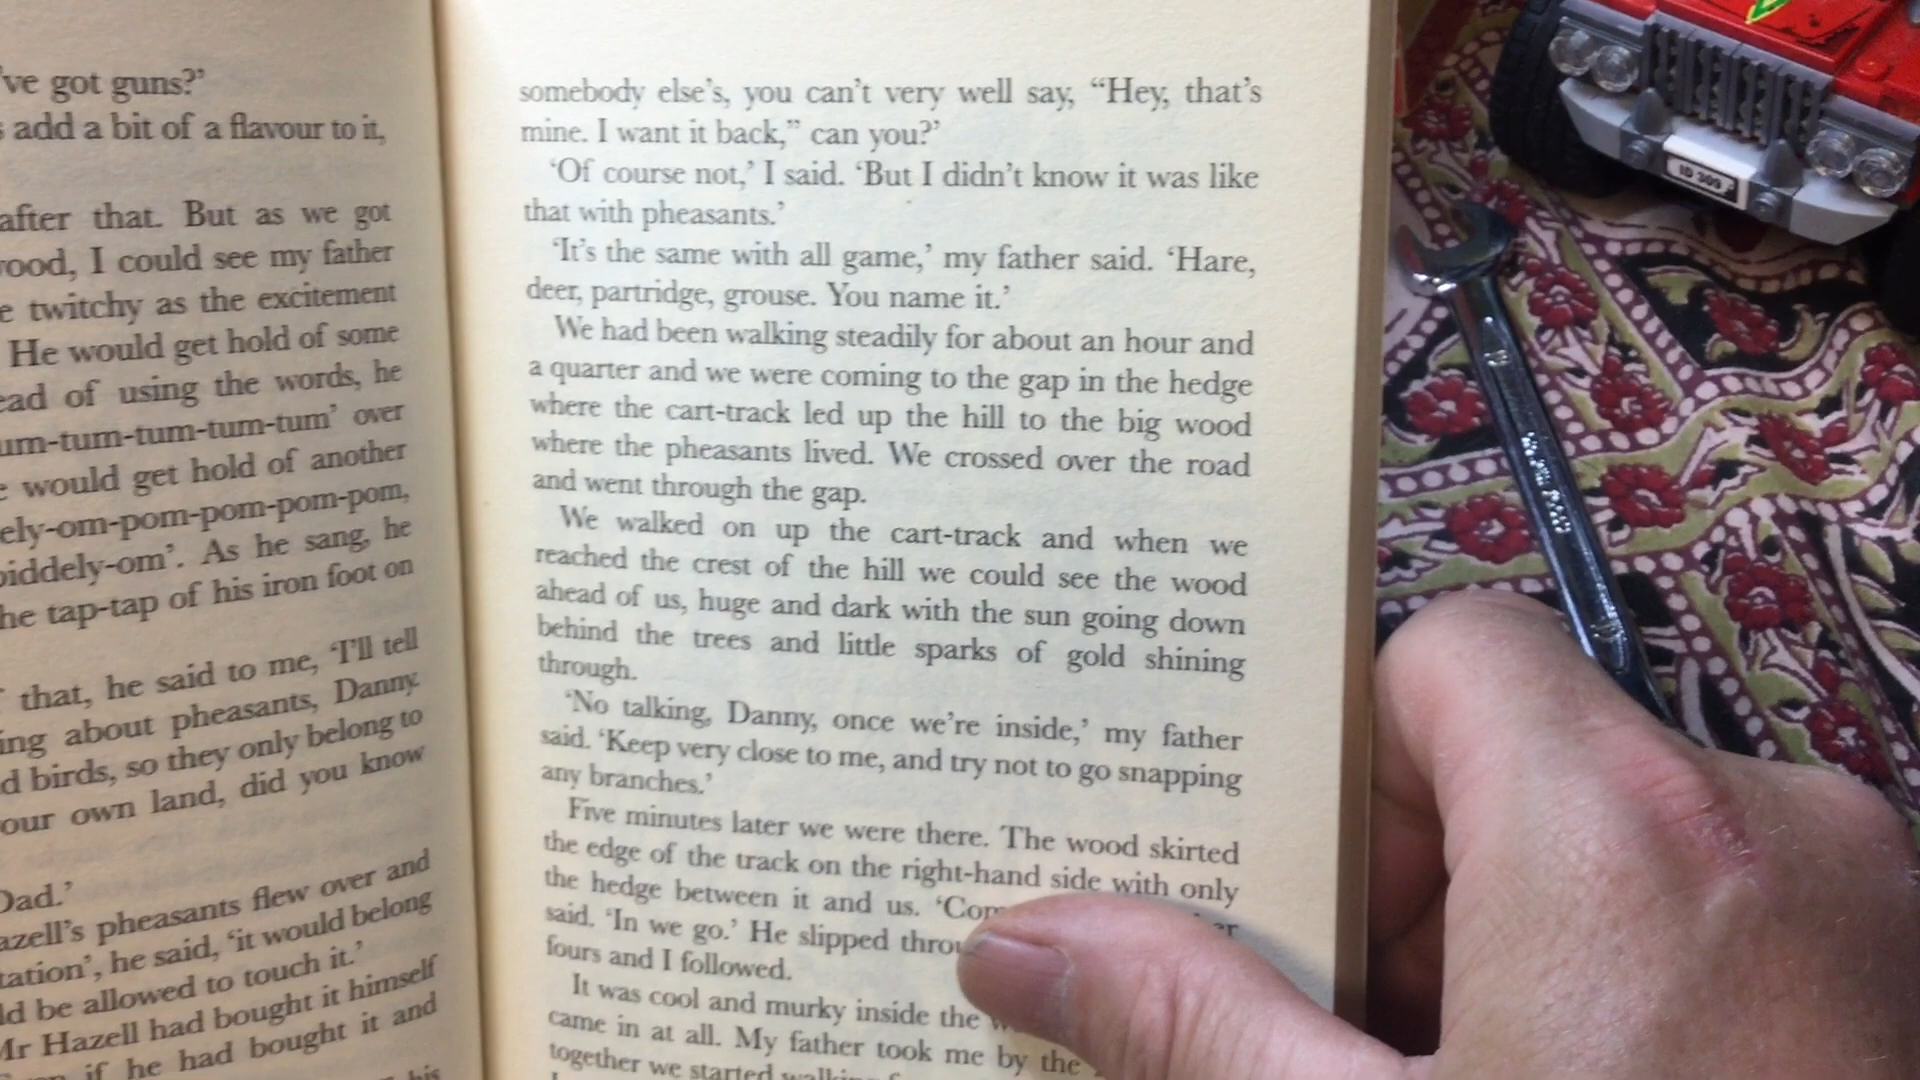 've got guns?'
add a bit of a flavour to it,
after that. But as we got
I could see my father
twitchy as the excitement
He would get hold of some
of using the words, he
um-tum-tum-tum-tum' over
would get hold of another
ely-om-pom-pom-pom-pom,
As he sang, he
tap-tap of his iron foot on
that, he said to me, 'I'll tell
about pheasants, Danny.
birds, so they only belong to
our own land, did you know
Dad.'
pheasants flew over and
he said, 'it would belong
be allowed to touch it.'
Mr Hazell had bought it himself
if he had bought it and
his
somebody else's, you can't very well say, "Hey, that's
mine. I want it back," can you?'
'Of course not,' I said. 'But I didn't know it was like
that with pheasants.'
'It's the same with all game,' my father said. 'Hare,
deer, partridge, grouse. You name it.'
We had been walking steadily for about an hour and
a quarter and we were coming to the gap in the hedge
where the cart-track led up the hill to the big wood
where the pheasants lived. We crossed over the road
and went through the gap.
We walked on up the cart-track and when we
reached the crest of the hill we could see the wood
ahead of us, huge and dark with the sun going down
behind the trees and little sparks of gold shining
through.
'No talking, Danny, once we're inside,' my father
said. 'Keep very close to me, and try not to go snapping
any branches.'
Five minutes later we were there. The wood skirted
the edge of the track on the right-hand side with only
the hedge between it and us.
said. 'In we go.' He slipped
fours and I followed.
It was cool and murky inside the
came in at all. My father took me by the
together we started
ID 309